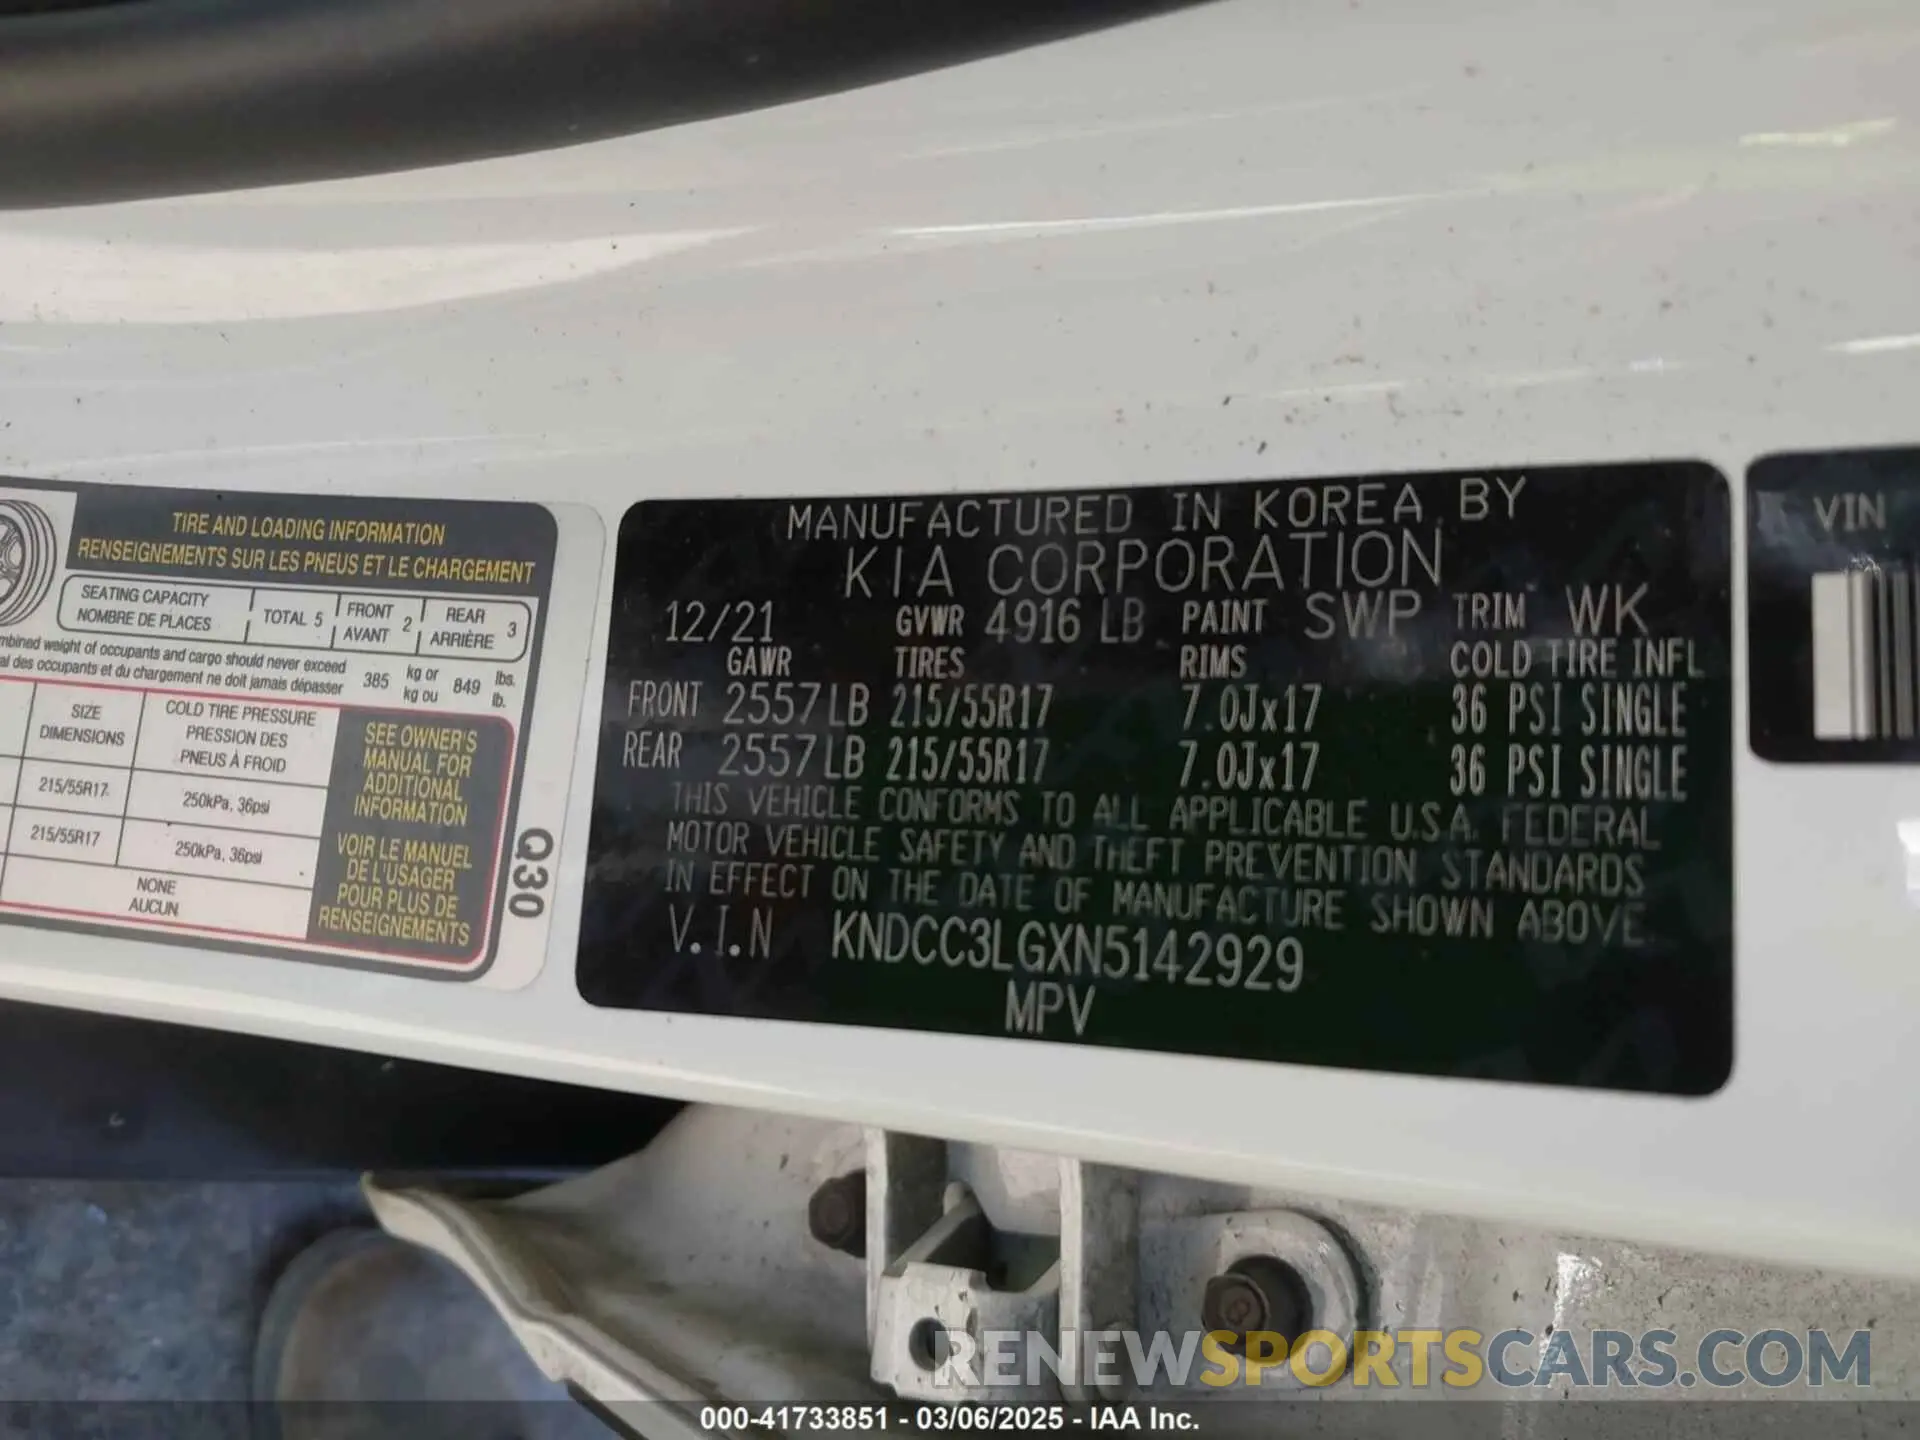 TIRE AND LOADING INFORMATION
RENSEIGNEMENTS SUR LES PNEUS ET LE CHARGEMENT
SEATING CAPACITY
NOMBRE DE PLACES
TOTAL 5
FRONT
AVANT
2
REAR
ARRIÈRE
3
weight of occupants and cargo should never exceed
des occupants et du chargement ne doit jamais dépasser
385
kg or
kg ou
849
lbs.
lb.
SIZE
DIMENSIONS
COLD TIRE PRESSURE
PRESSION DES
PNEUS À FROID
215/55R17
250kPa, 36psi
215/55R17
250kPa, 36psi
NONE
AUCUN
SEE OWNER'S
MANUAL FOR
ADDITIONAL
INFORMATION
VOIR LE MANUEL
DE L'USAGER
POUR PLUS DE
RENSEIGNEMENTS
Q30
MANUFACTURED IN KOREA BY
KIA CORPORATION
12/21 GVWR 4916 LB PAINT SWP TRIM WK
GAWR TIRES RIMS COLD TIRE INFL
FRONT 2557LB 215/55R17 7.0Jx17 36 PSI SINGLE
REAR 2557LB 215/55R17 7.0Jx17 36 PSI SINGLE
THIS VEHICLE CONFORMS TO ALL APPLICABLE U.S.A. FEDERAL
MOTOR VEHICLE SAFETY AND THEFT PREVENTION STANDARDS
IN EFFECT ON THE DATE OF MANUFACTURE SHOWN ABOVE.
V.I.N KNDCC3LGXN5142929
MPV
VIN
RENEWSPORTSCARS.COM
000-41733851 - 03/06/2025 - IAA Inc.